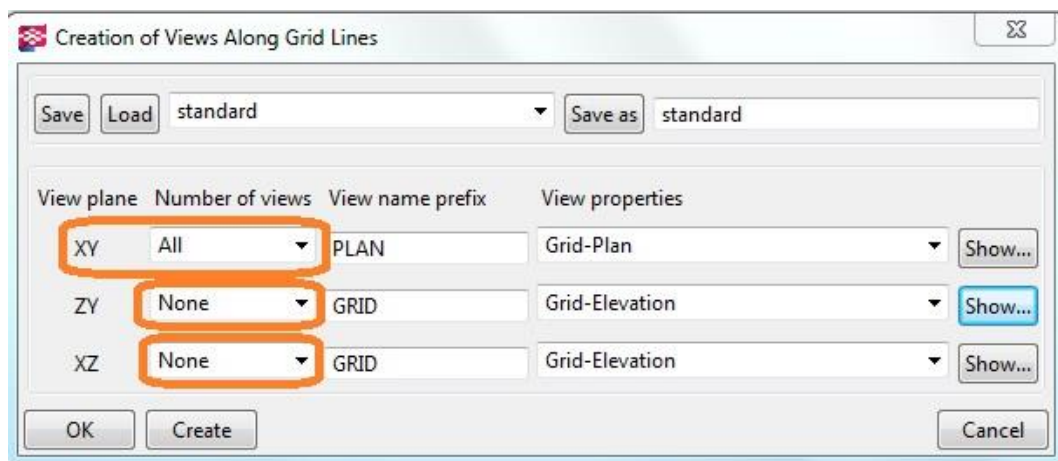 Creation of Views Along Grid Lines
Save Load standard Save as standard
View plane Number of views View name prefix View properties
XY All PLAN Grid-Plan Show...
ZY None GRID Grid-Elevation Show...
XZ None GRID Grid-Elevation Show...
OK Create Cancel